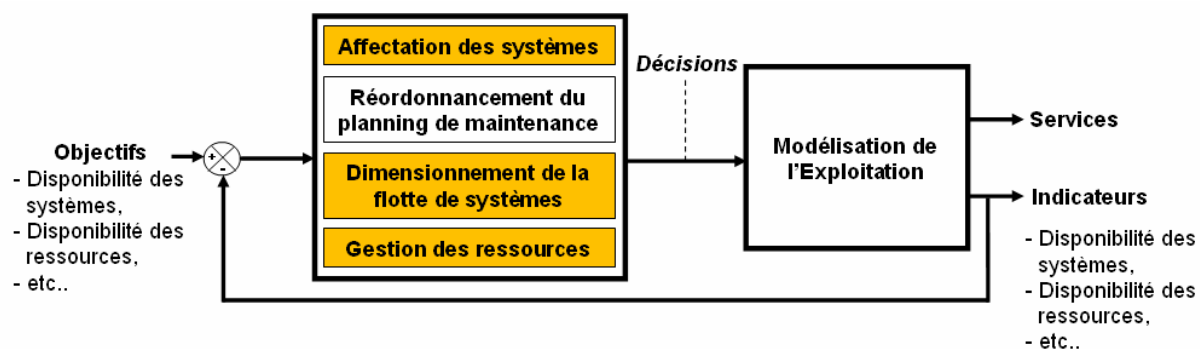 Objectifs
- Disponibilité des
systèmes,
- Disponibilité des
ressources,
- etc..
+
-
Affectation des systèmes
Réordonnancement du
planning de maintenance
Dimensionnement de la
flotte de systèmes
Gestion des ressources
Décisions
Modélisation de
l'Exploitation
Services
Indicateurs
- Disponibilité des
systèmes,
- Disponibilité des
ressources,
- etc..